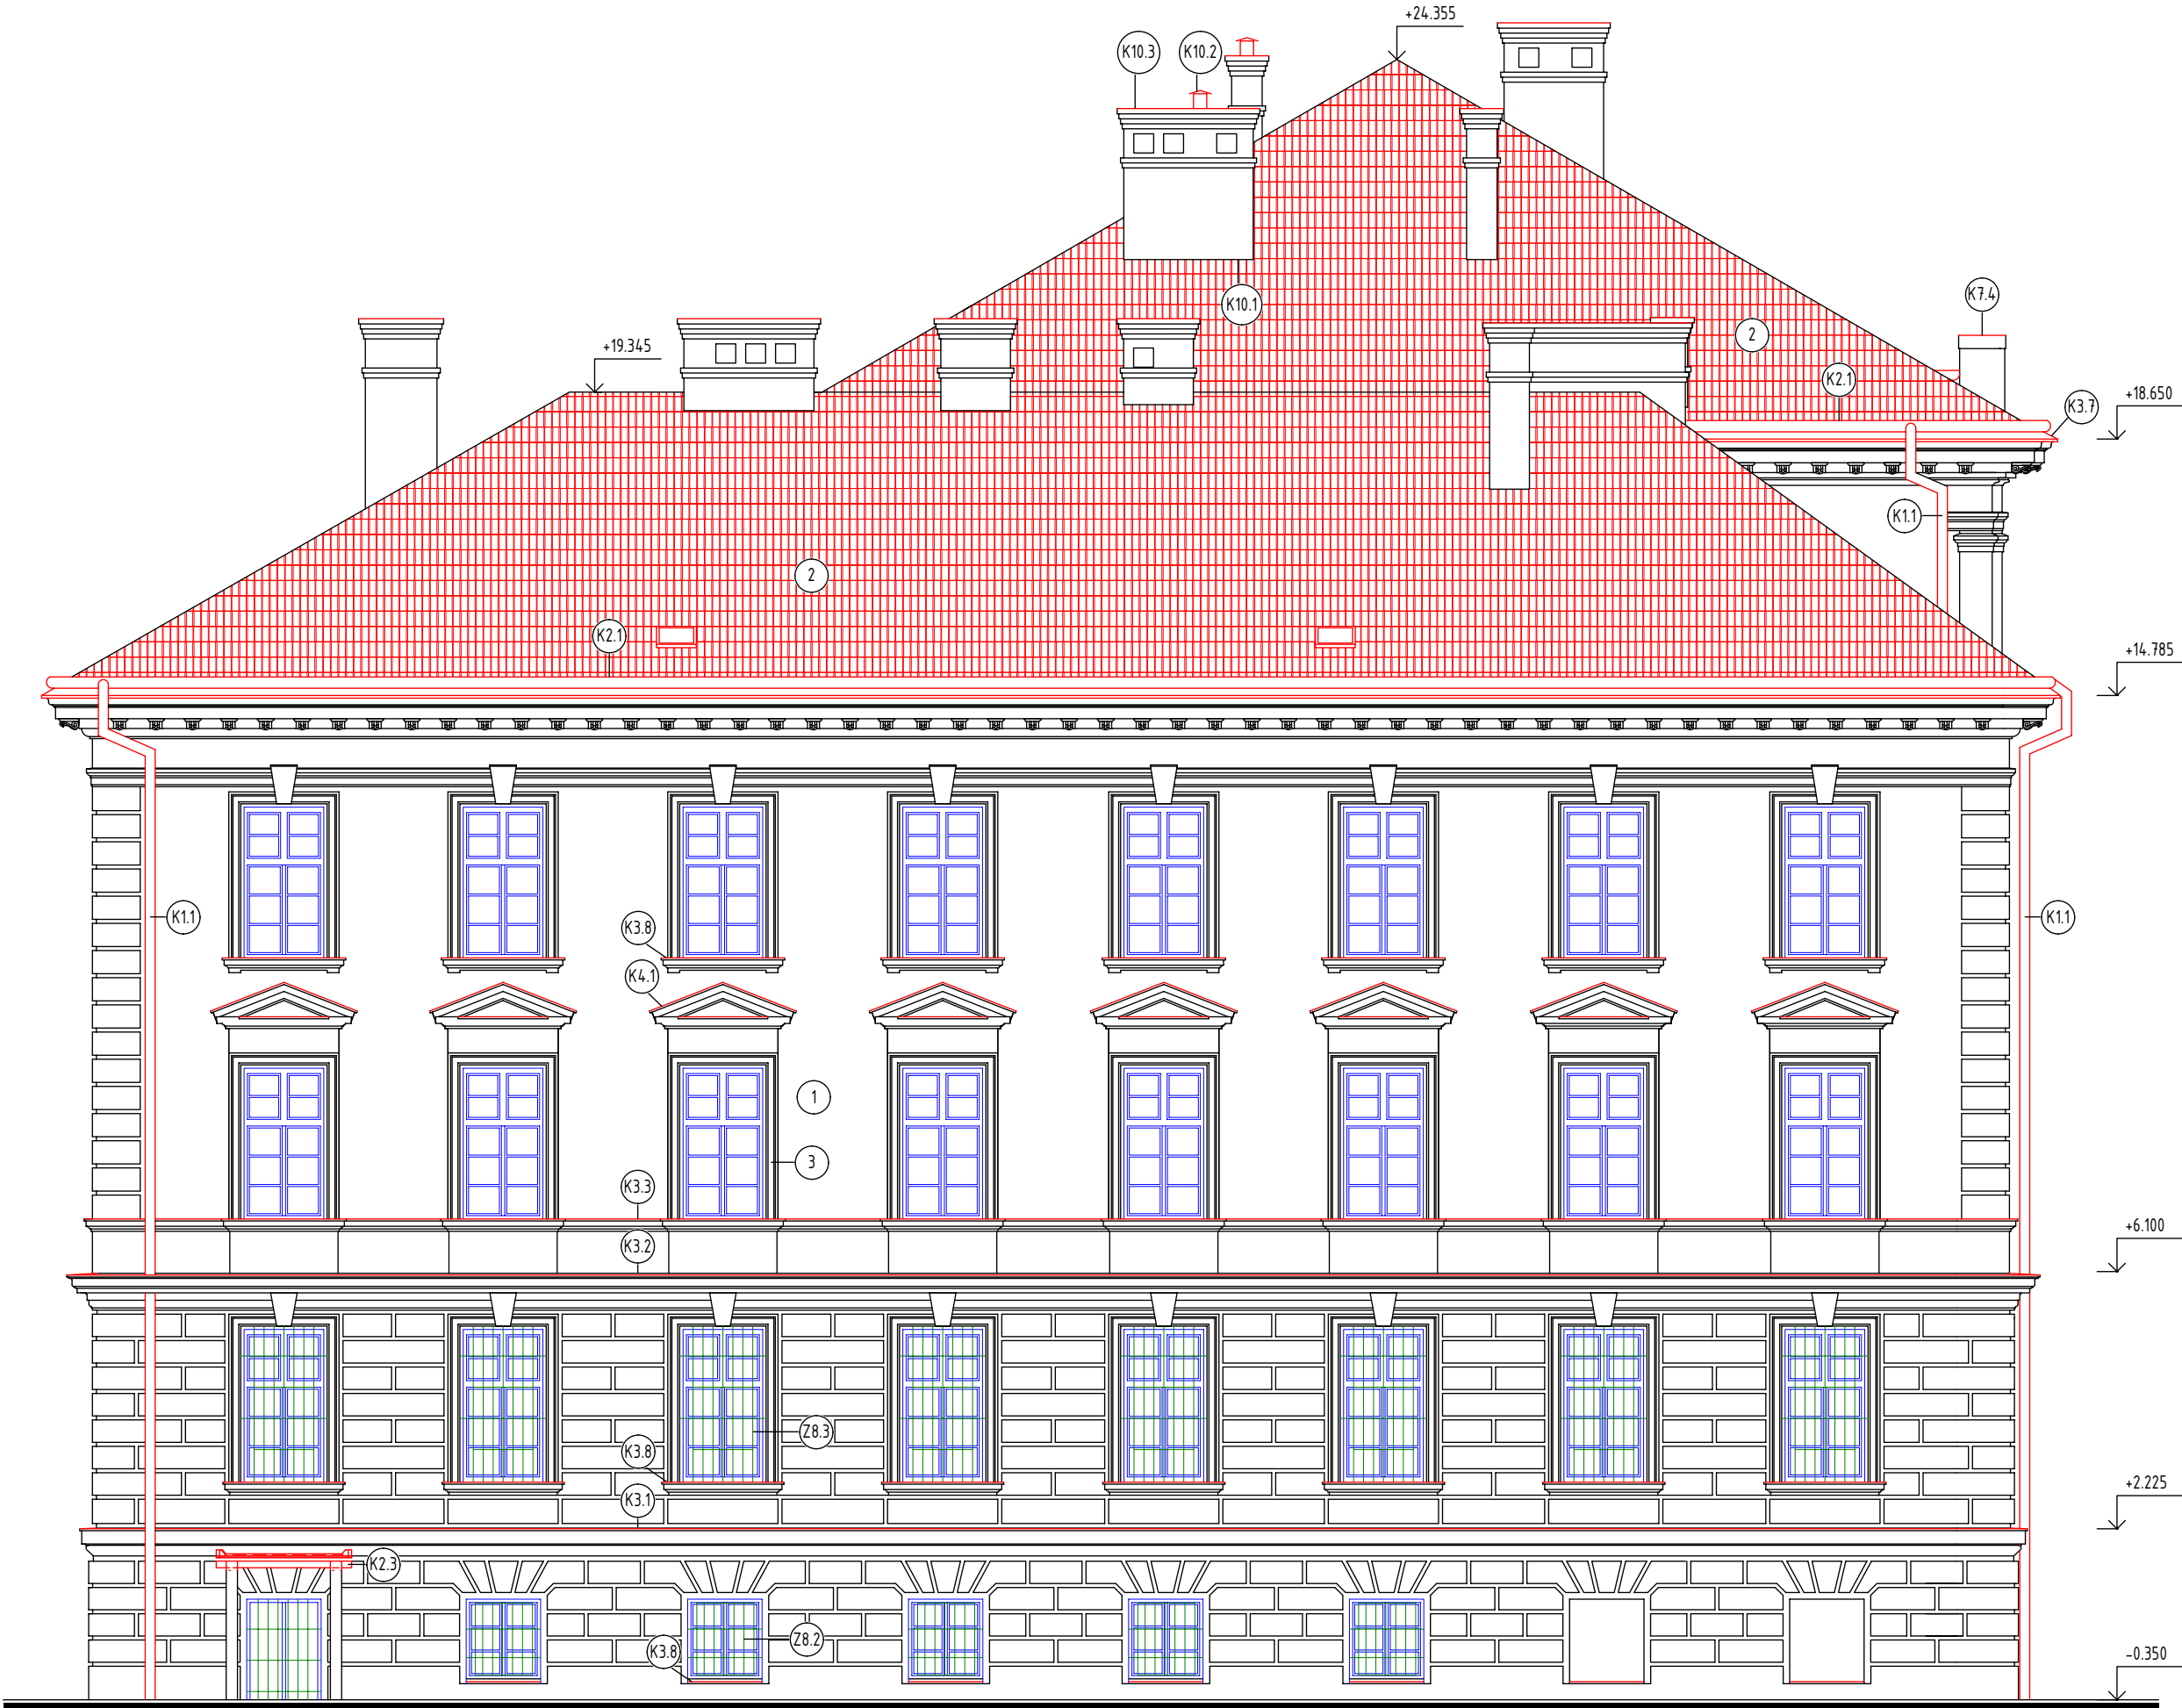 +24.355
K10.3
K10.2
K10.1
K7.4
2
+19.345
K2.1
K3.7
+18.650
K1.1
2
K2.1
+14.785
K1.1
K3.8
K1.1
K4.1
1
3
K3.3
K3.2
+6.100
Z8.3
K3.8
K3.1
+2.225
K2.3
Z8.2
K3.8
-0.350